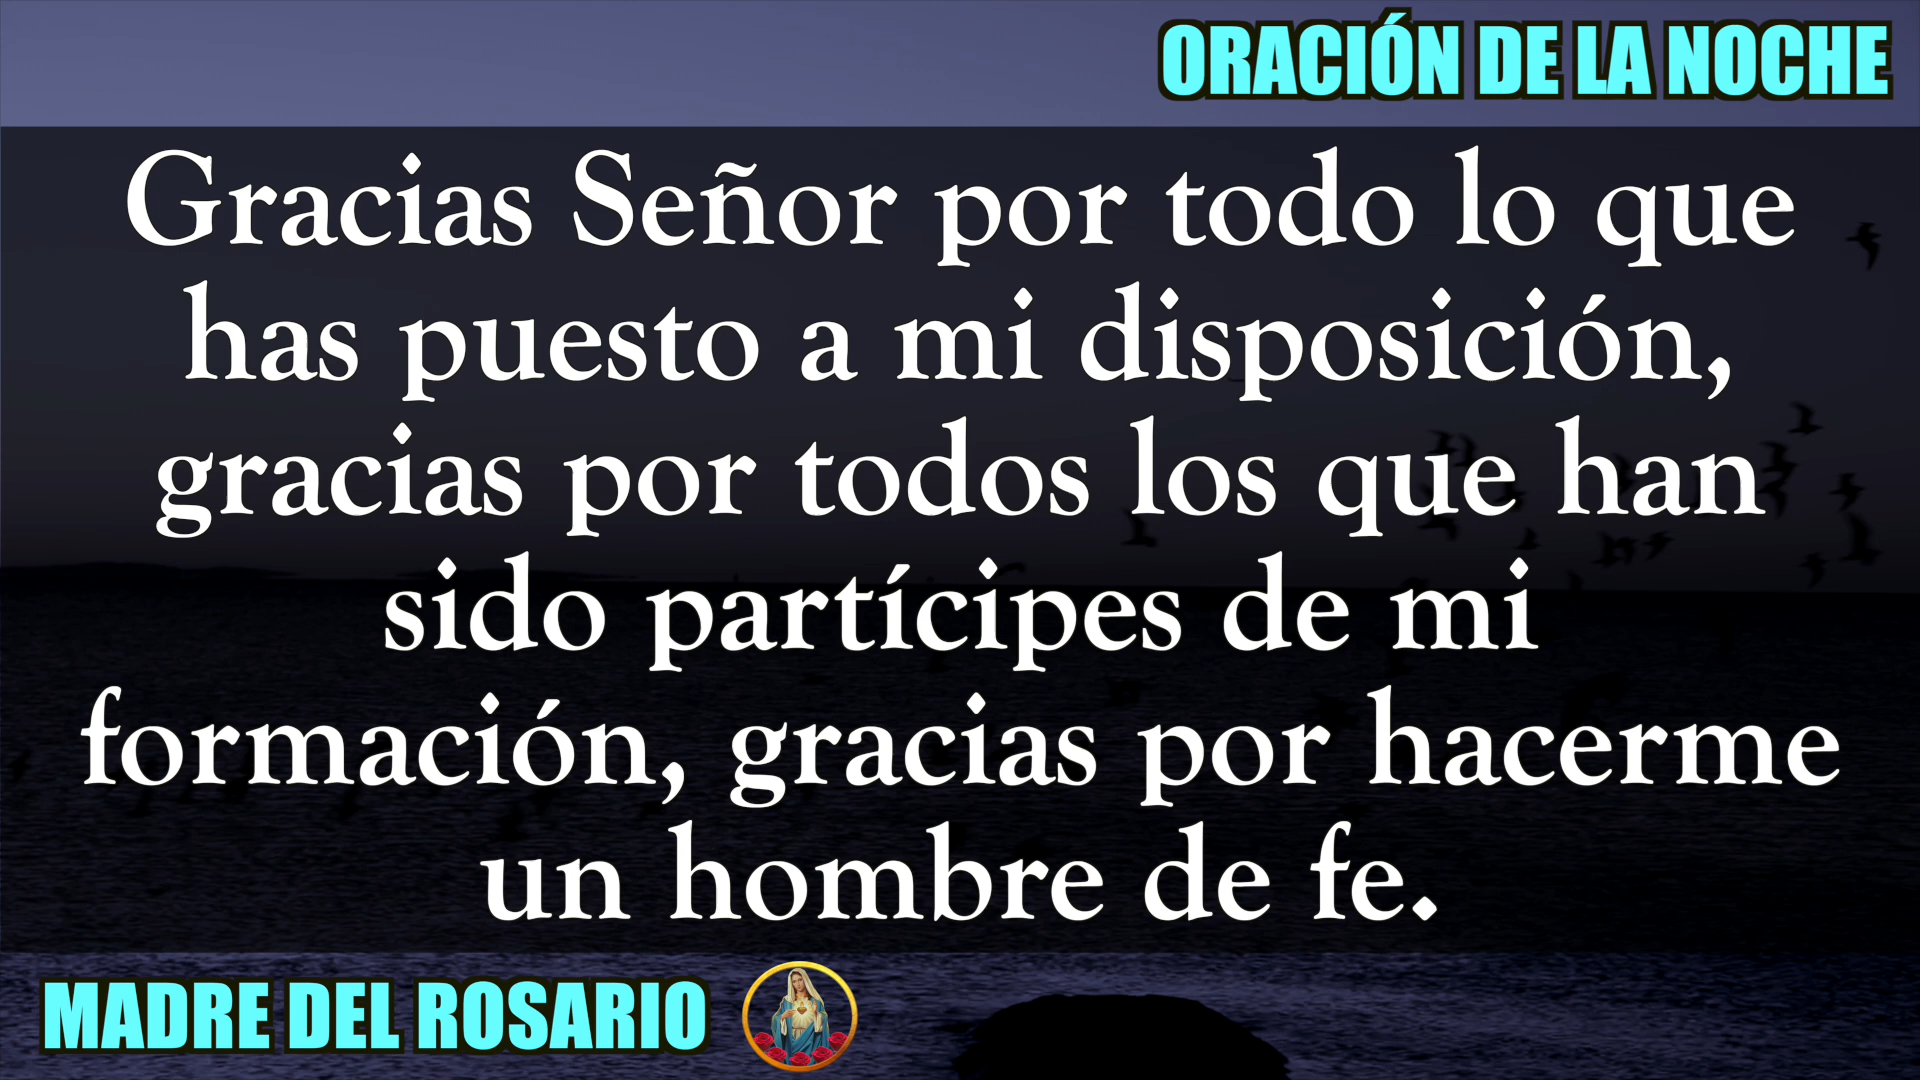 ORACIÓN DE LA NOCHE
Gracias Señor por todo lo que
has puesto a mi disposición,
gracias por todos los que han
sido partícipes de mi
formación, gracias por hacerme
un hombre de fe.
MADRE DEL ROSARIO